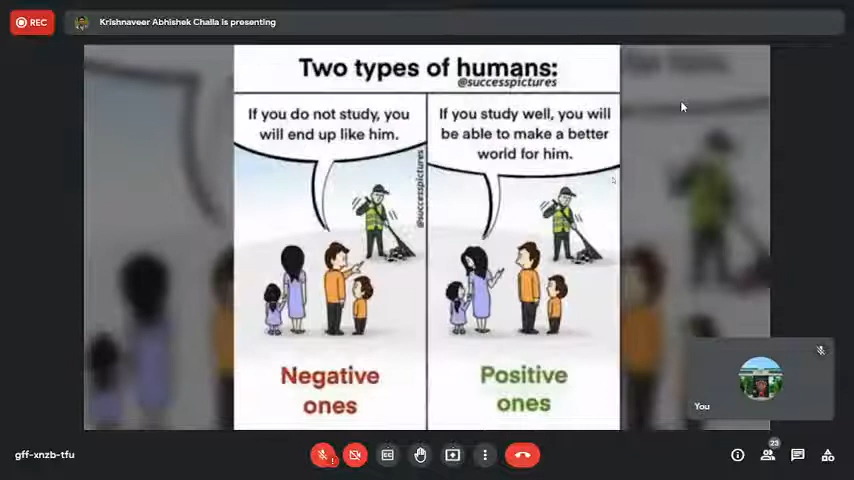 REC
Krishnaveer Abhishek Challa is presenting
Two types of humans:
@successpictures
If you do not study, you
will end up like him.
@successpictures
If you study well, you will
be able to make a better
world for him.
Negative
ones
Positive
ones
You
gff-xnzb-tfu
CC
23